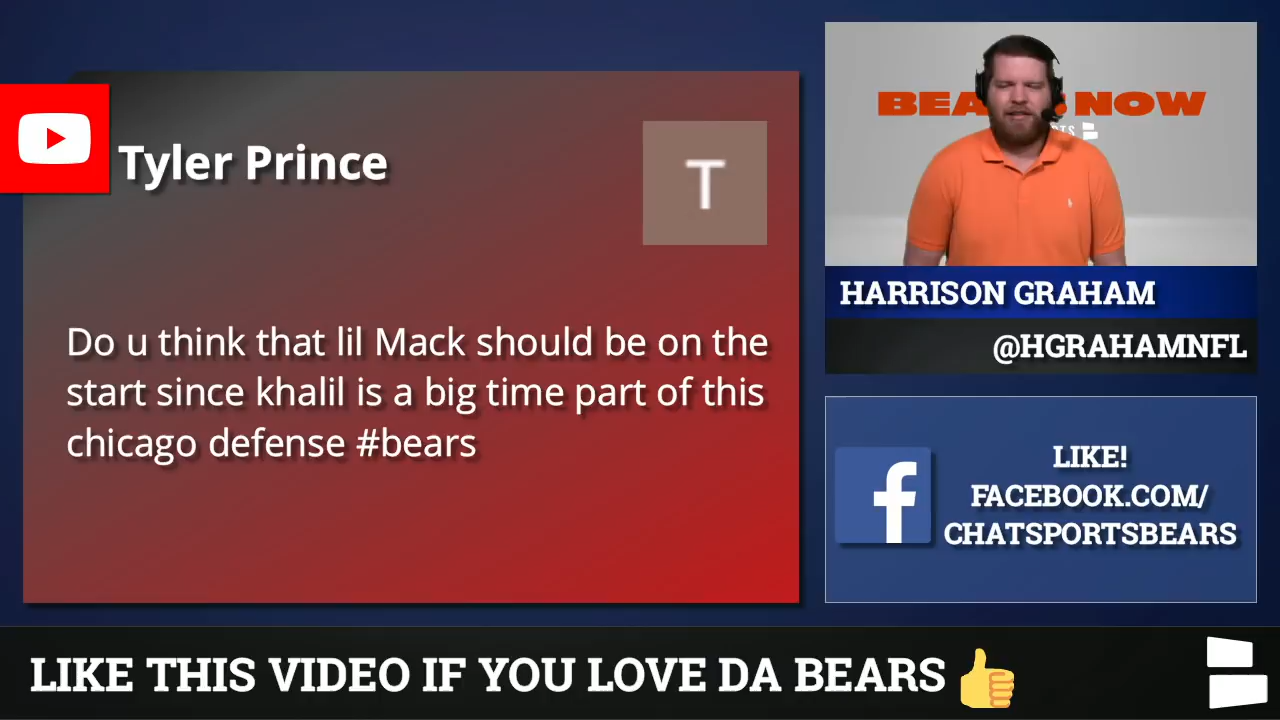 Tyler Prince
T
Do u think that lil Mack should be on the
start since khalil is a big time part of this
chicago defense #bears
NOW
HARRISON GRAHAM
@HGRAHAMNFL
LIKE!
FACEBOOK.COM/
CHATSPORTSBEARS
LIKE THIS VIDEO IF YOU LOVE DA BEARS